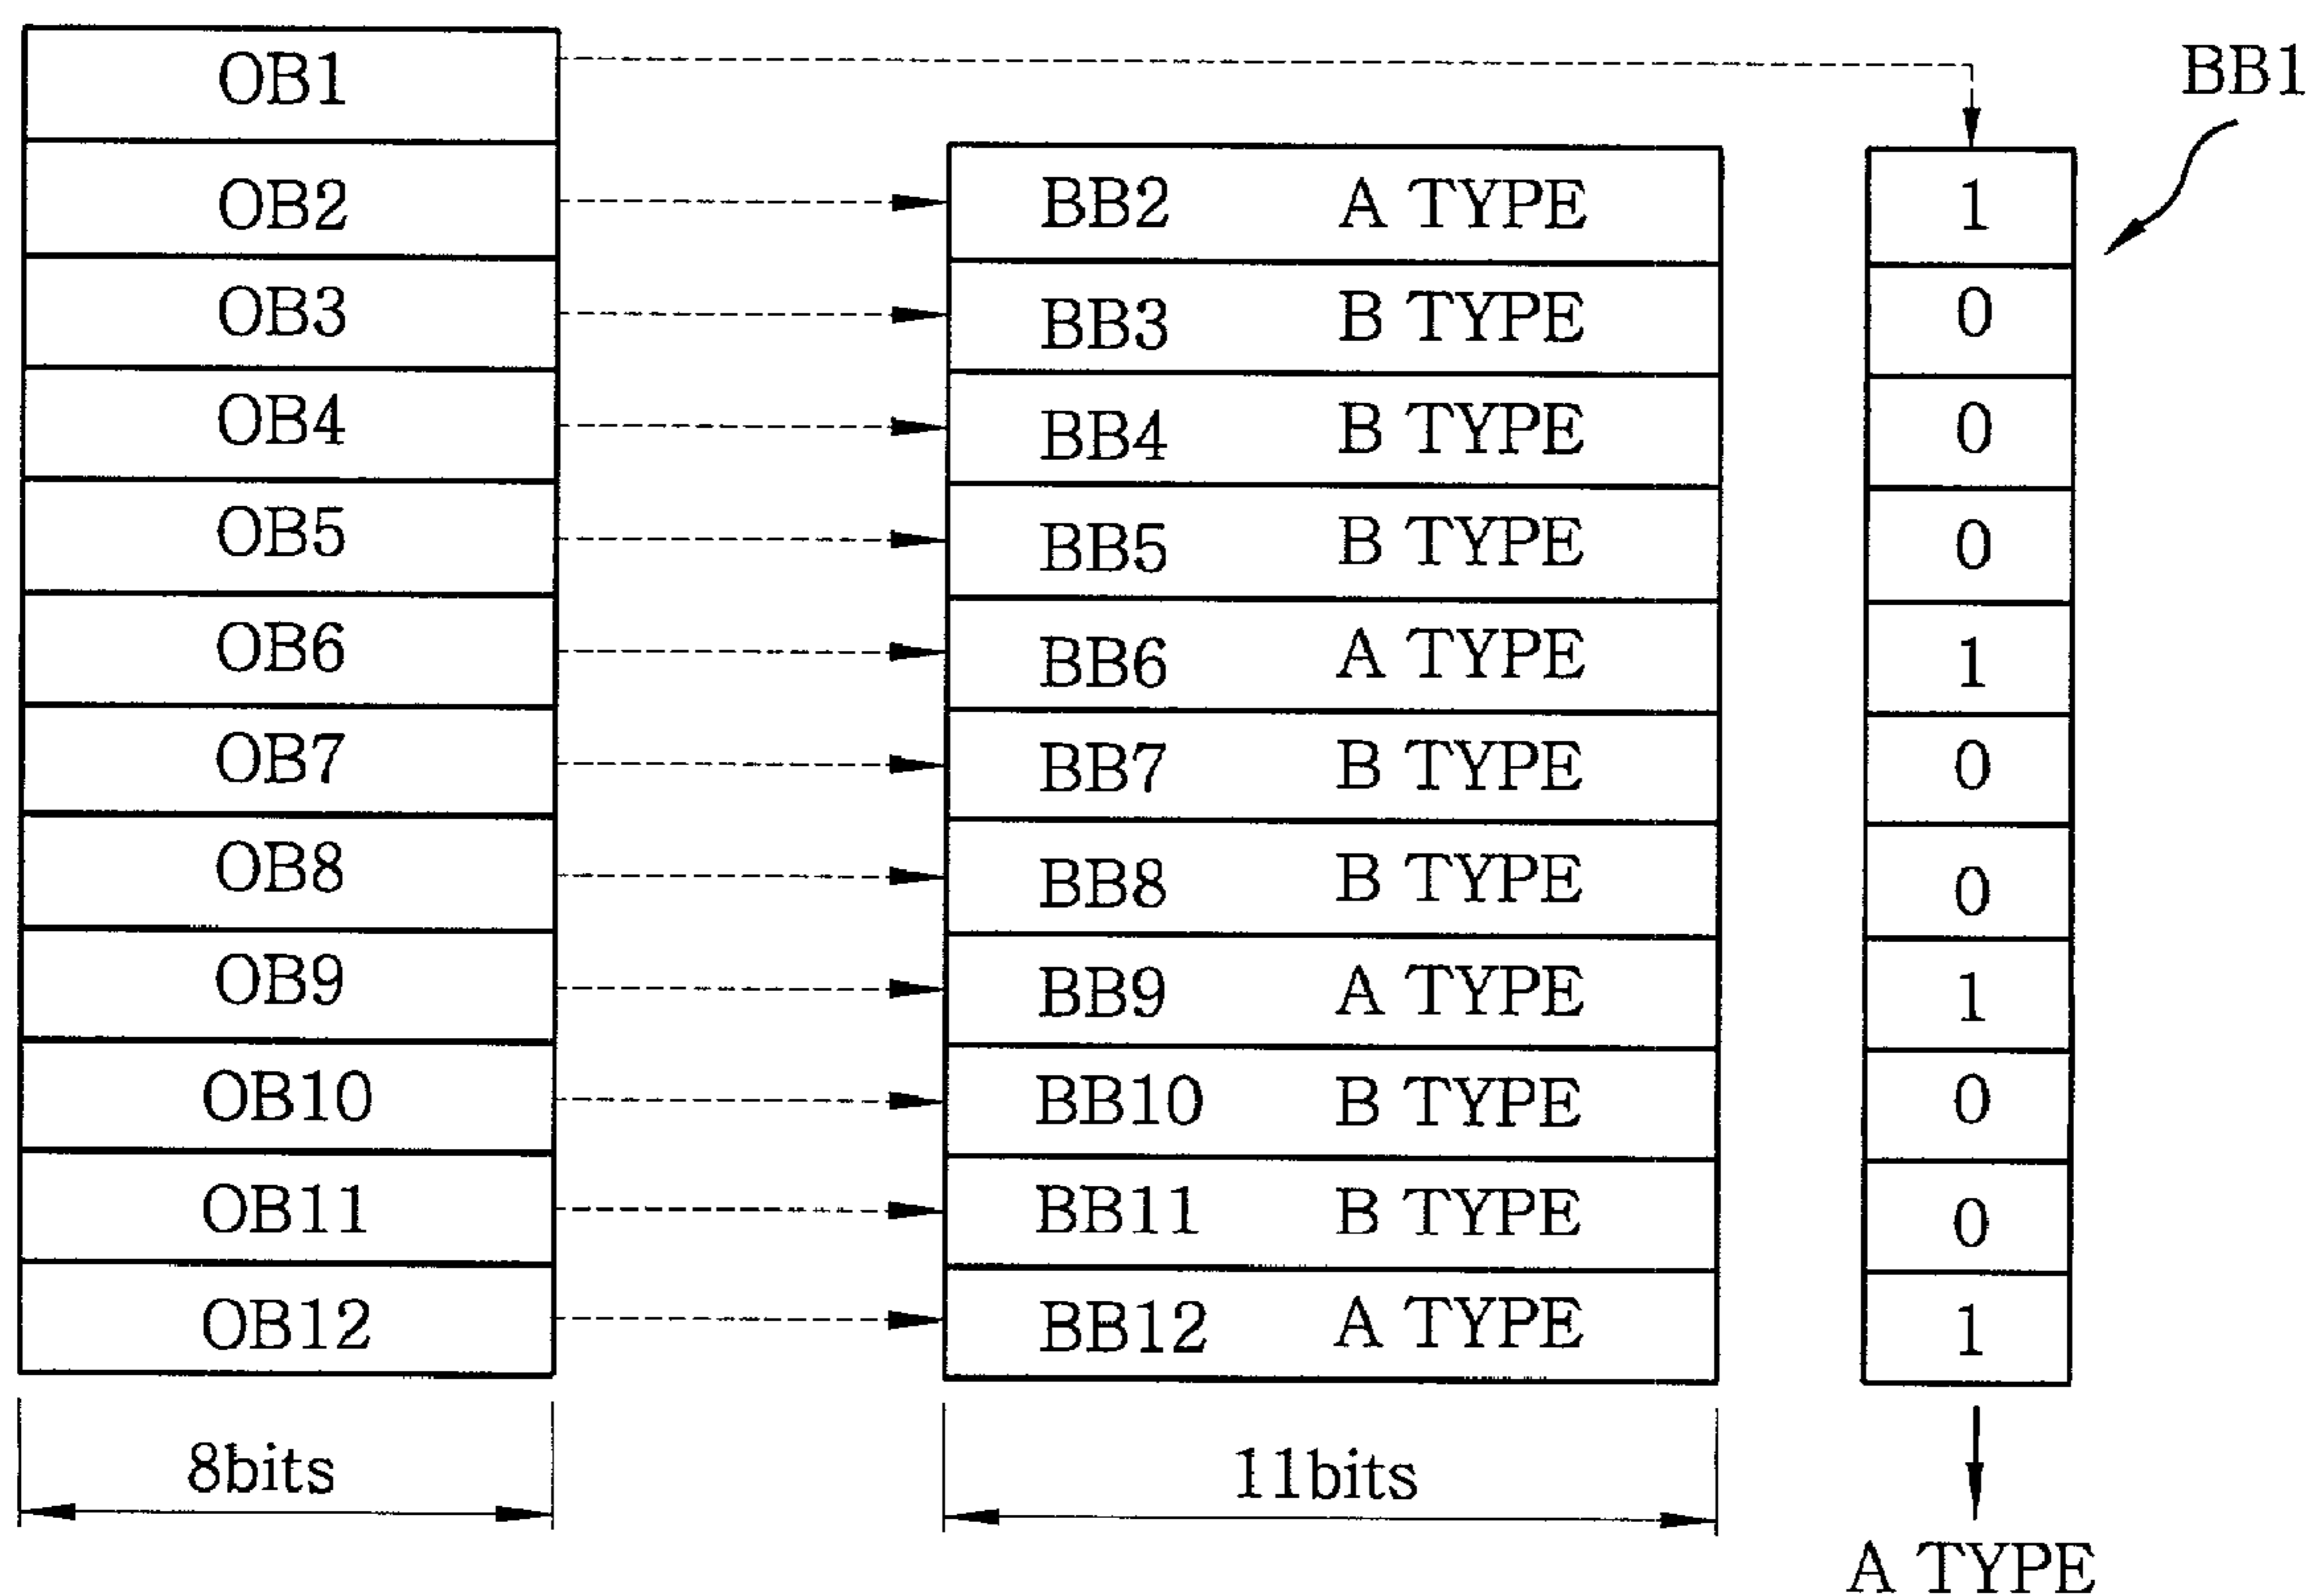 OB1 BB1
OB2 BB2 A TYPE 1
OB3 BB3 B TYPE 0
OB4 BB4 B TYPE 0
OB5 BB5 B TYPE 0
OB6 BB6 A TYPE 1
OB7 BB7 B TYPE 0
OB8 BB8 B TYPE 0
OB9 BB9 A TYPE 1
OB10 BB10 B TYPE 0
OB11 BB11 B TYPE 0
OB12 BB12 A TYPE 1
8bits 11bits
A TYPE